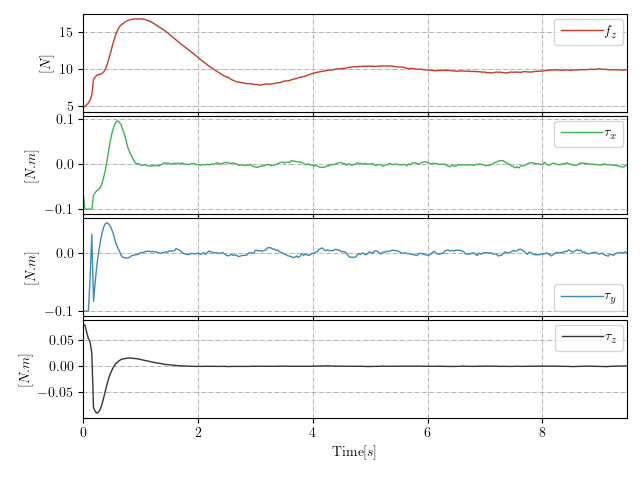 15
10
5
[N]
f_z
0.1
0.0
−0.1
[N.m]
τ_x
0.0
−0.1
[N.m]
τ_y
0.05
0.00
−0.05
[N.m]
τ_z
0 2 4 6 8
Time[s]